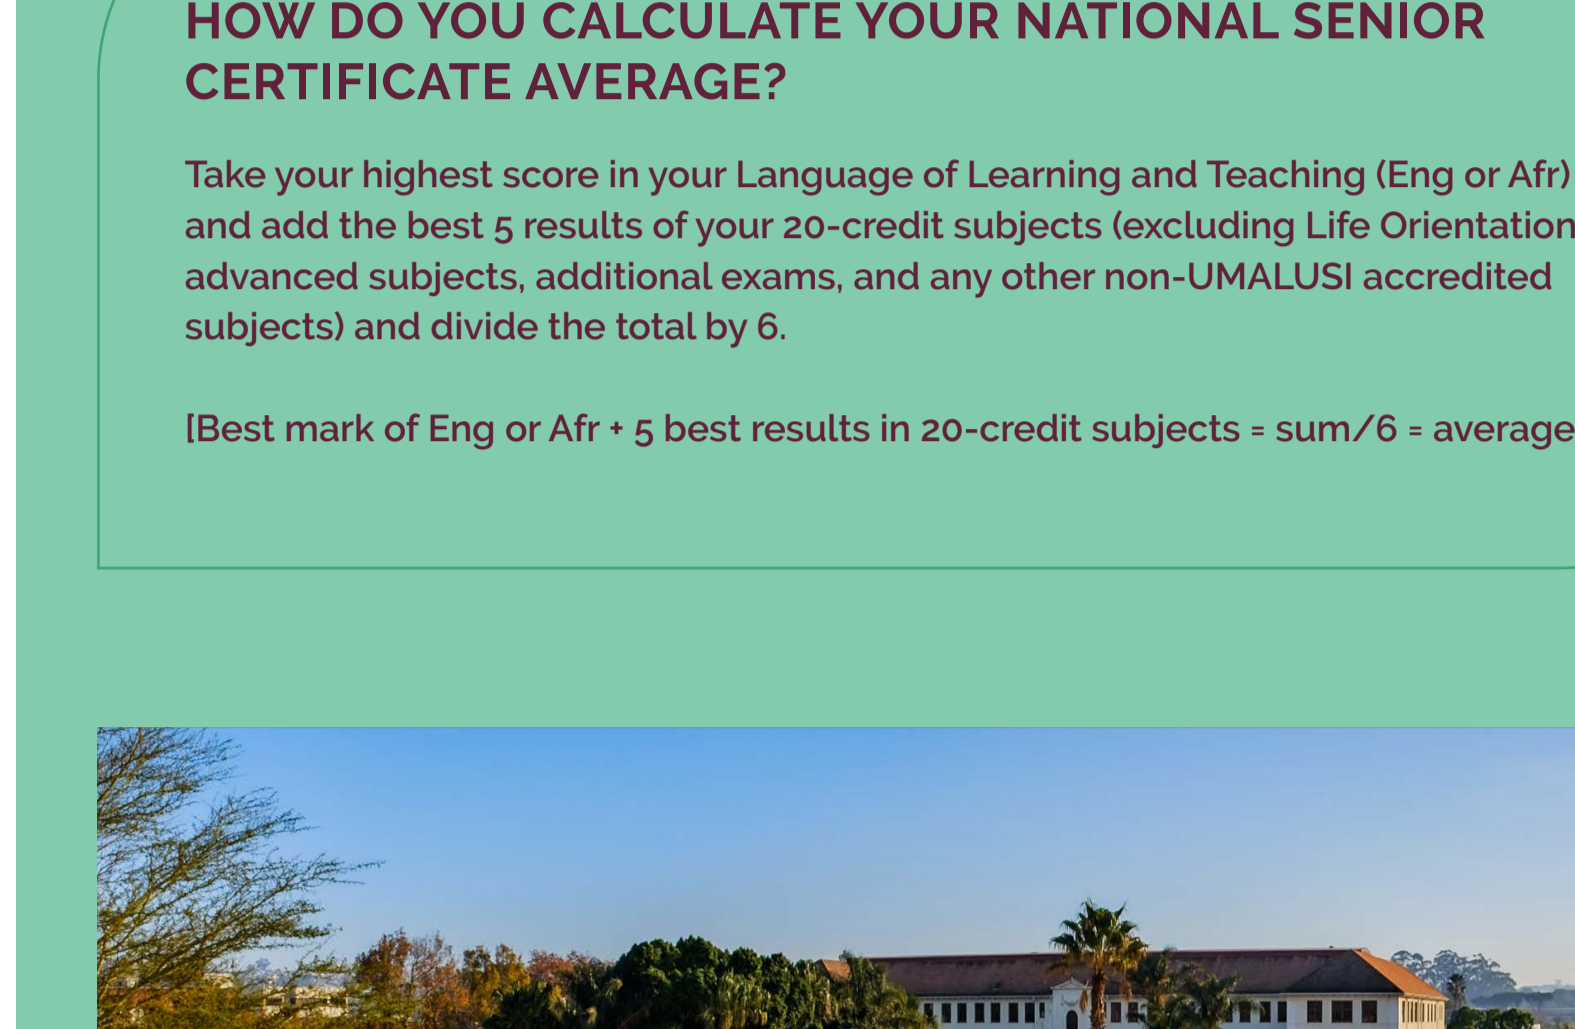 HOW DO YOU CALCULATE YOUR NATIONAL SENIOR
CERTIFICATE AVERAGE?
Take your highest score in your Language of Learning and Teaching (Eng or Afr)
and add the best 5 results of your 20-credit subjects (excluding Life Orientation
advanced subjects, additional exams, and any other non-UMALUSI accredited
subjects) and divide the total by 6.
[Best mark of Eng or Afr + 5 best results in 20-credit subjects = sum/6 = average